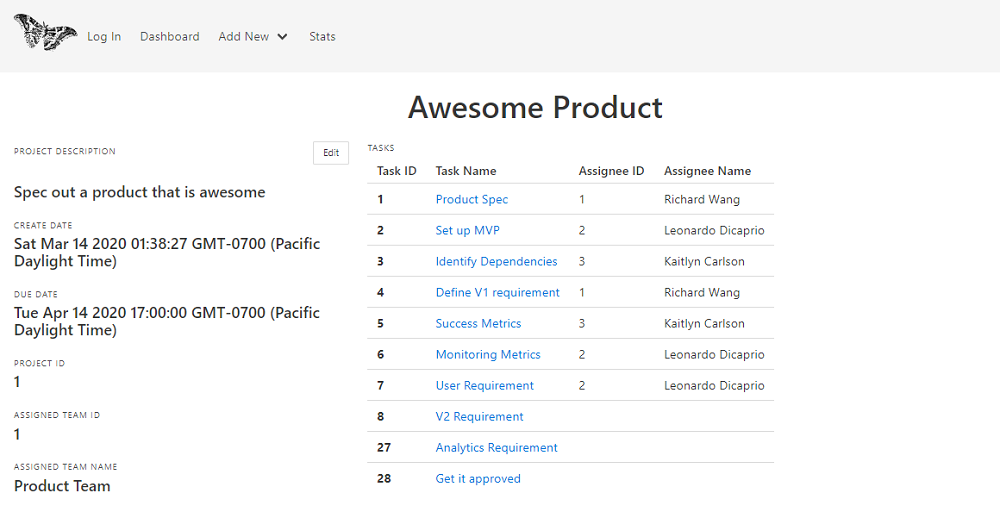 Log In Dashboard Add New Stats
Awesome Product
PROJECT DESCRIPTION Edit
Spec out a product that is awesome
CREATE DATE
Sat Mar 14 2020 01:38:27 GMT-0700 (Pacific
Daylight Time)
DUE DATE
Tue Apr 14 2020 17:00:00 GMT-0700 (Pacific
Daylight Time)
PROJECT ID
1
ASSIGNED TEAM ID
1
ASSIGNED TEAM NAME
Product Team
TASKS
Task ID Task Name Assignee ID Assignee Name
1 Product Spec 1 Richard Wang
2 Set up MVP 2 Leonardo Dicaprio
3 Identify Dependencies 3 Kaitlyn Carlson
4 Define V1 requirement 1 Richard Wang
5 Success Metrics 3 Kaitlyn Carlson
6 Monitoring Metrics 2 Leonardo Dicaprio
7 User Requirement 2 Leonardo Dicaprio
8 V2 Requirement
27 Analytics Requirement
28 Get it approved